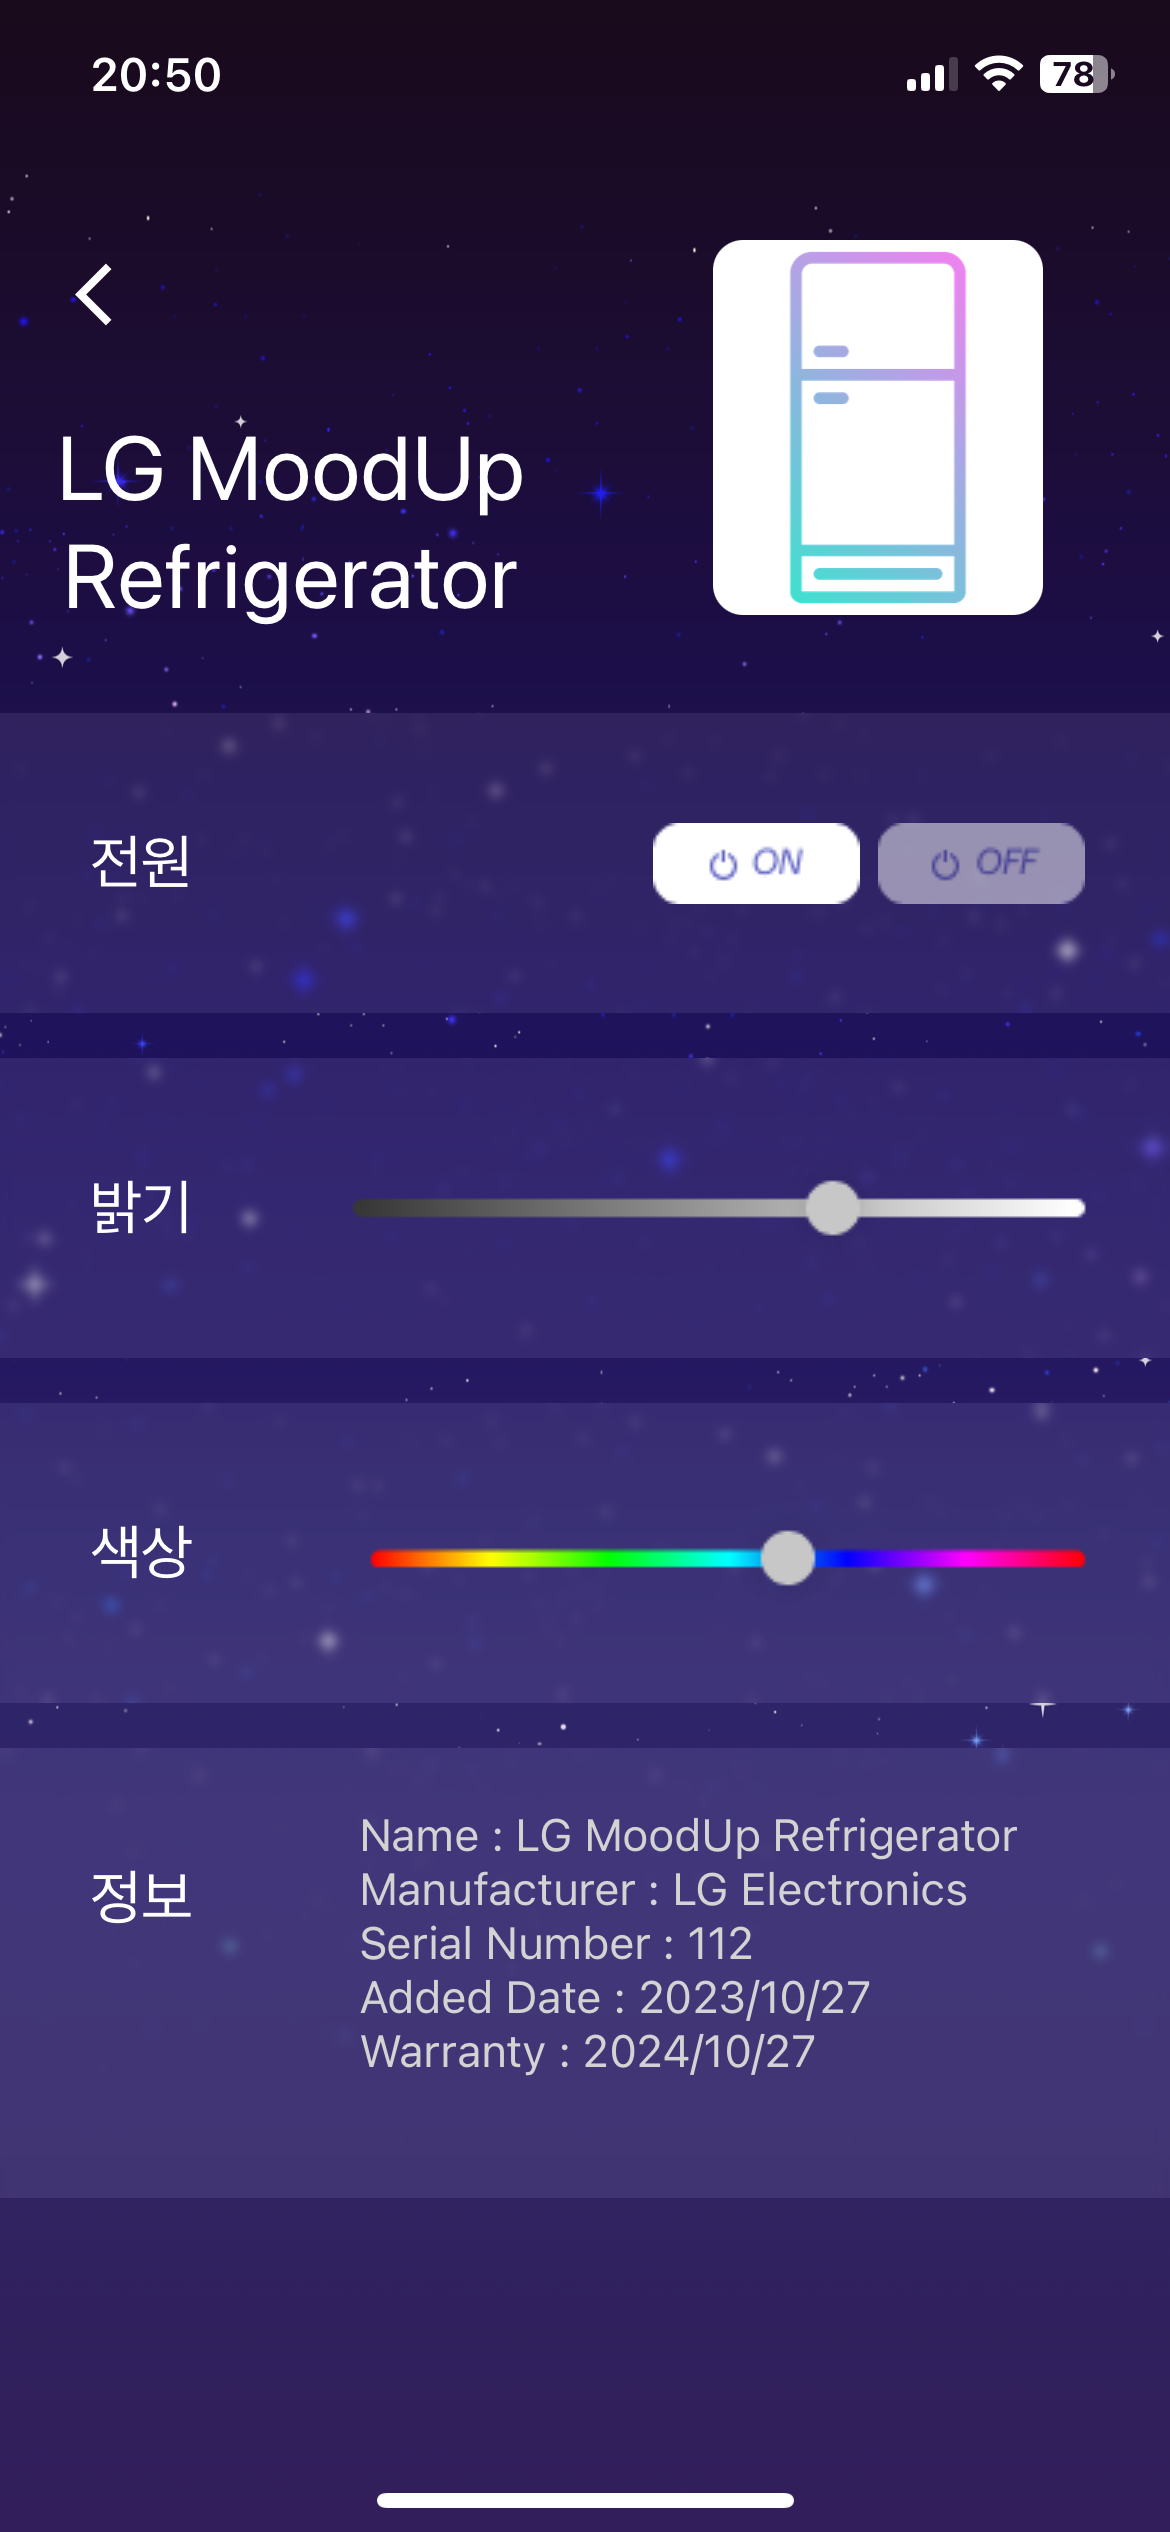 20:50
78
LG MoodUp
Refrigerator
전원
ON
OFF
밝기
색상
정보
Name : LG MoodUp Refrigerator
Manufacturer : LG Electronics
Serial Number : 112
Added Date : 2023/10/27
Warranty : 2024/10/27